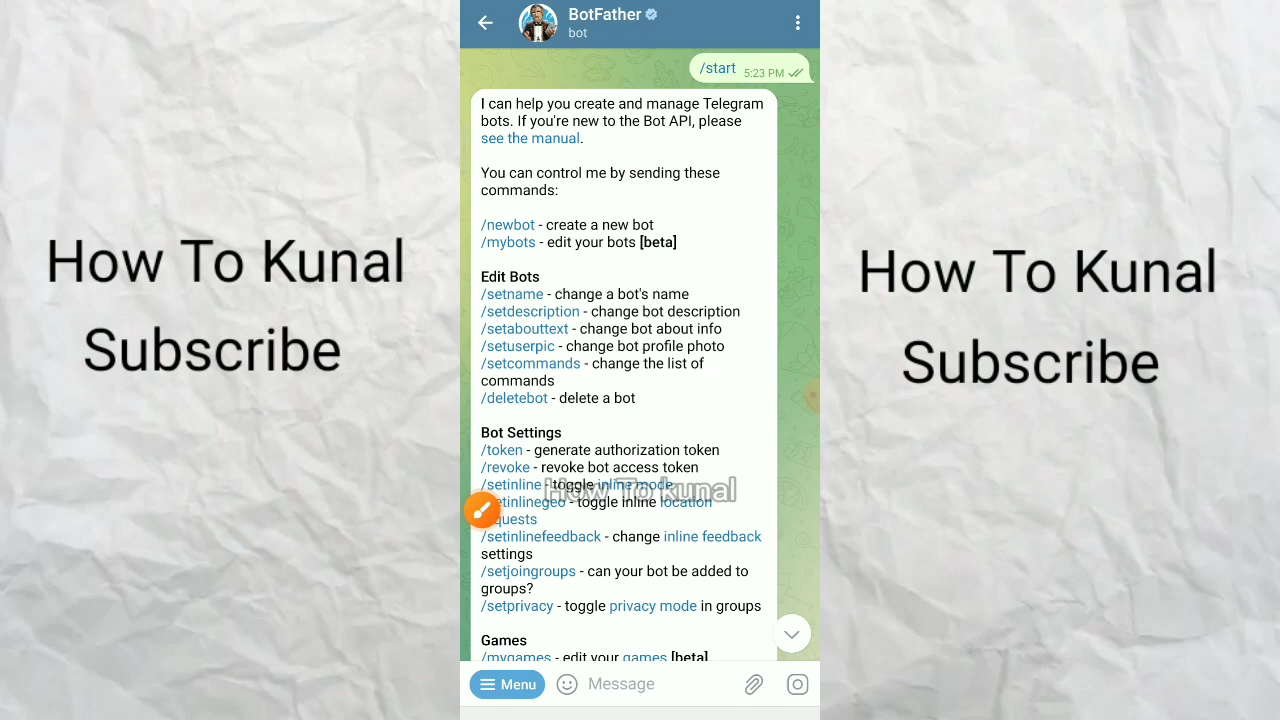 How To Kunal
Subscribe
BotFather
bot
/start 5:23 PM
I can help you create and manage Telegram
bots. If you're new to the Bot API, please
see the manual.
You can control me by sending these
commands:
/newbot - create a new bot
/mybots - edit your bots [beta]
Edit Bots
/setname - change a bot's name
/setdescription - change bot description
/setabouttext - change bot about info
/setuserpic - change bot profile photo
/setcommands - change the list of
commands
/deletebot - delete a bot
Bot Settings
/token - generate authorization token
/revoke - revoke bot access token
/setinline - toggle inline mode
How To kunal
etinlinegeo - toggle inline location
quests
/setinlinefeedback - change inline feedback
settings
/setjoingroups - can your bot be added to
groups?
/setprivacy - toggle privacy mode in groups
Games
/mygames - edit your games [beta]
Menu
Message
How To Kunal
Subscribe